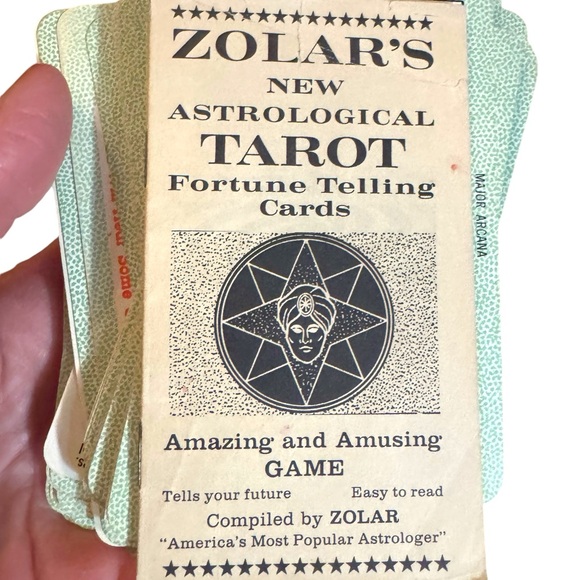 ★★★★★★★★★★★★★★★
ZOLAR'S
NEW
ASTROLOGICAL
TAROT
Fortune Telling
Cards
Amazing and Amusing
GAME
Tells your future Easy to read
Compiled by ZOLAR
"America's Most Popular Astrologer"
★★★★★★★★★★★★★★★
MAJOR ARCANA
Some